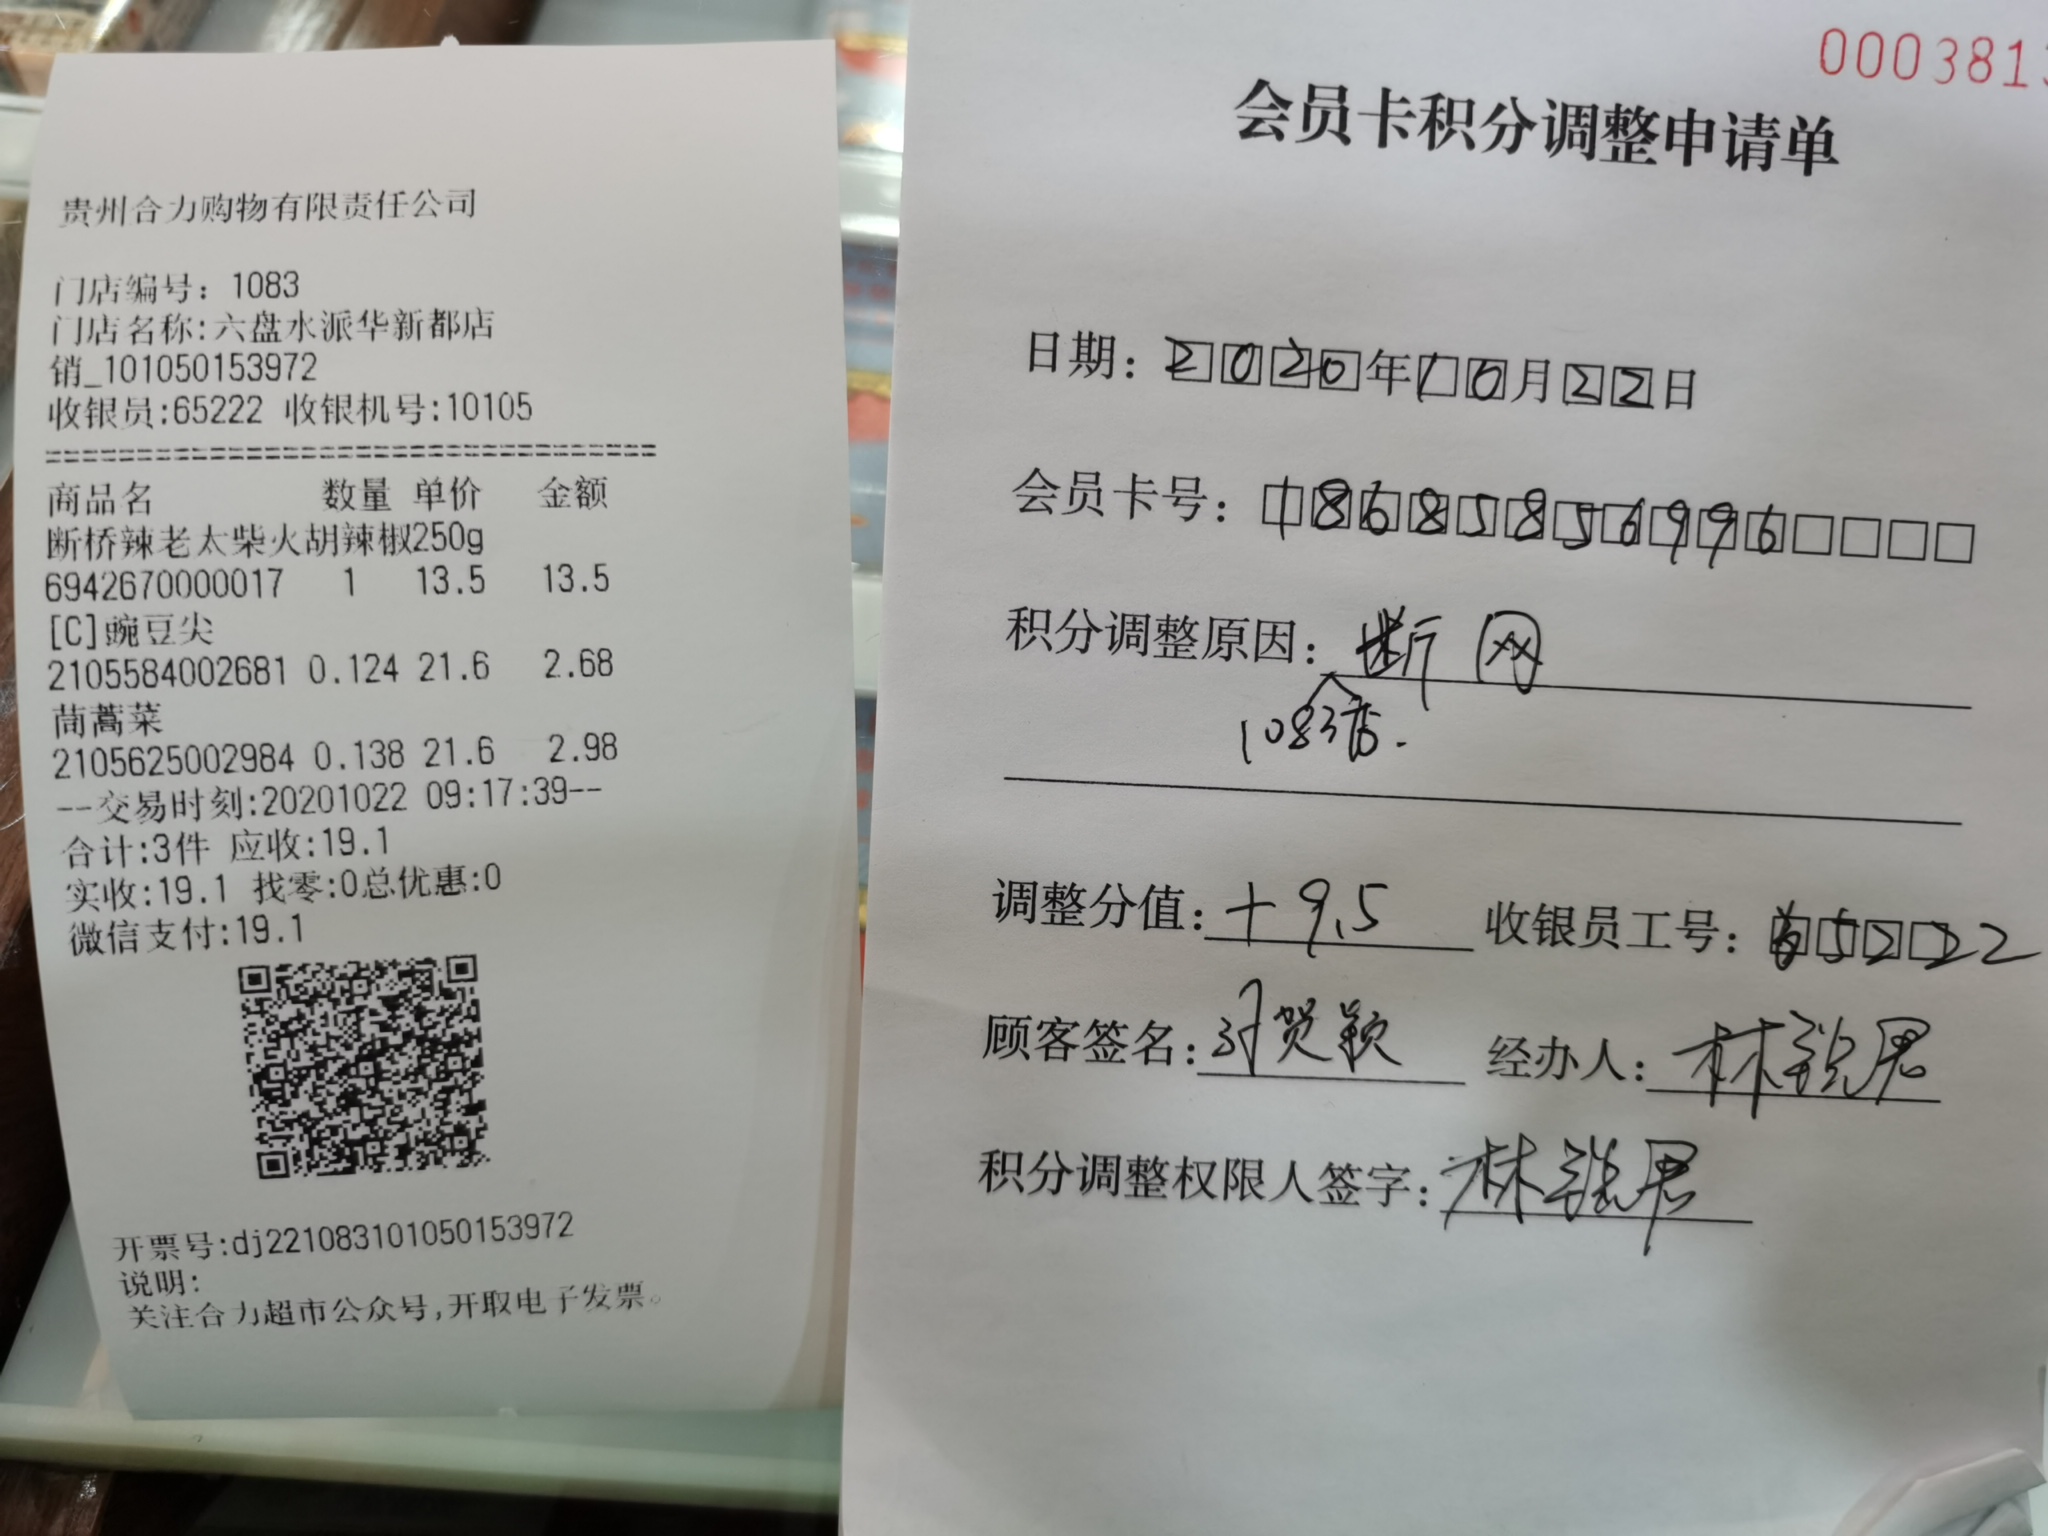 贵州合力购物有限责任公司
门店编号：1083
门店名称:六盘水派华新都店
销_101050153972
收银员:65222 收银机号:10105
==================================
商品名 数量 单价 金额
断桥辣老太柴火胡辣椒250g
6942670000017 1 13.5 13.5
[C]豌豆尖
2105584002681 0.124 21.6 2.68
茼蒿菜
2105625002984 0.138 21.6 2.98
--交易时刻:20201022 09:17:39--
合计:3件 应收:19.1
实收:19.1 找零:0总优惠:0
微信支付:19.1
开票号:dj221083101050153972
说明:
关注合力超市公众号,开取电子发票。
000381
会员卡积分调整申请单
日期：2020年10月22日
会员卡号：18685856996
积分调整原因：断网
1083店.
调整分值：+9.5 收银员工号：65222
顾客签名：贺颖 经办人：林君
积分调整权限人签字：林君